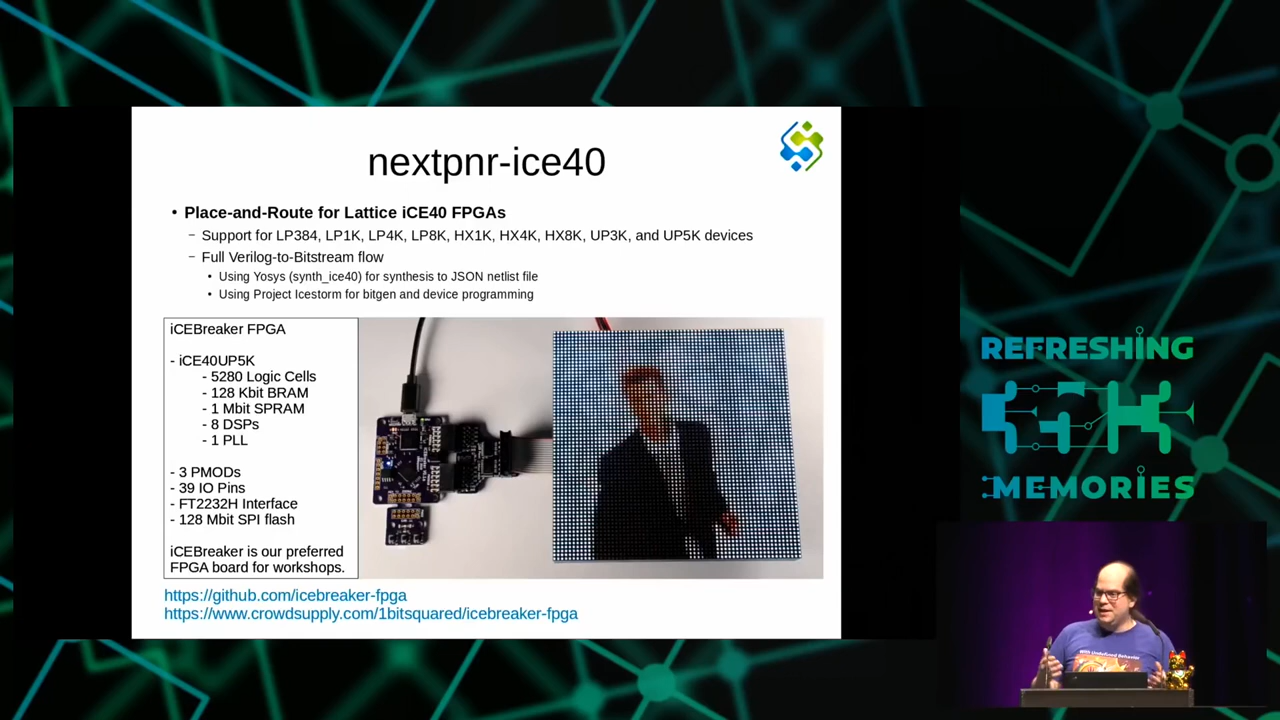 nextpnr-ice40
• Place-and-Route for Lattice iCE40 FPGAs
– Support for LP384, LP1K, LP4K, LP8K, HX1K, HX4K, HX8K, UP3K, and UP5K devices
– Full Verilog-to-Bitstream flow
• Using Yosys (synth_ice40) for synthesis to JSON netlist file
• Using Project Icestorm for bitgen and device programming
iCEBreaker FPGA
- iCE40UP5K
- 5280 Logic Cells
- 128 Kbit BRAM
- 1 Mbit SPRAM
- 8 DSPs
- 1 PLL
- 3 PMODs
- 39 IO Pins
- FT2232H Interface
- 128 Mbit SPI flash
iCEBreaker is our preferred
FPGA board for workshops.
https://github.com/icebreaker-fpga
https://www.crowdsupply.com/1bitsquared/icebreaker-fpga
REFRESHING
MEMORIES
With Undefined Behavior